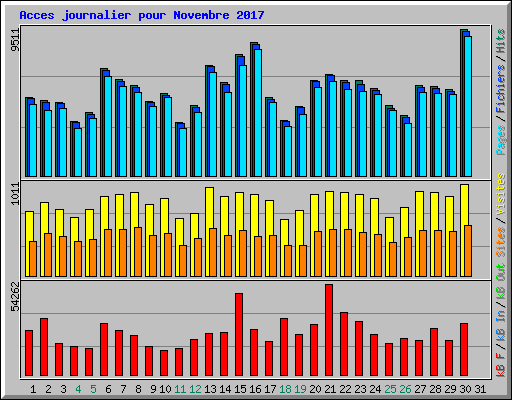 Acces journalier pour Novembre 2017
9511
Pages / Fichiers / Hits
1011
Sites / Visites
54262
kB F / kB In / kB Out
1 2 3 4 5 6 7 8 9 10 11 12 13 14 15 16 17 18 19 20 21 22 23 24 25 26 27 28 29 30 31